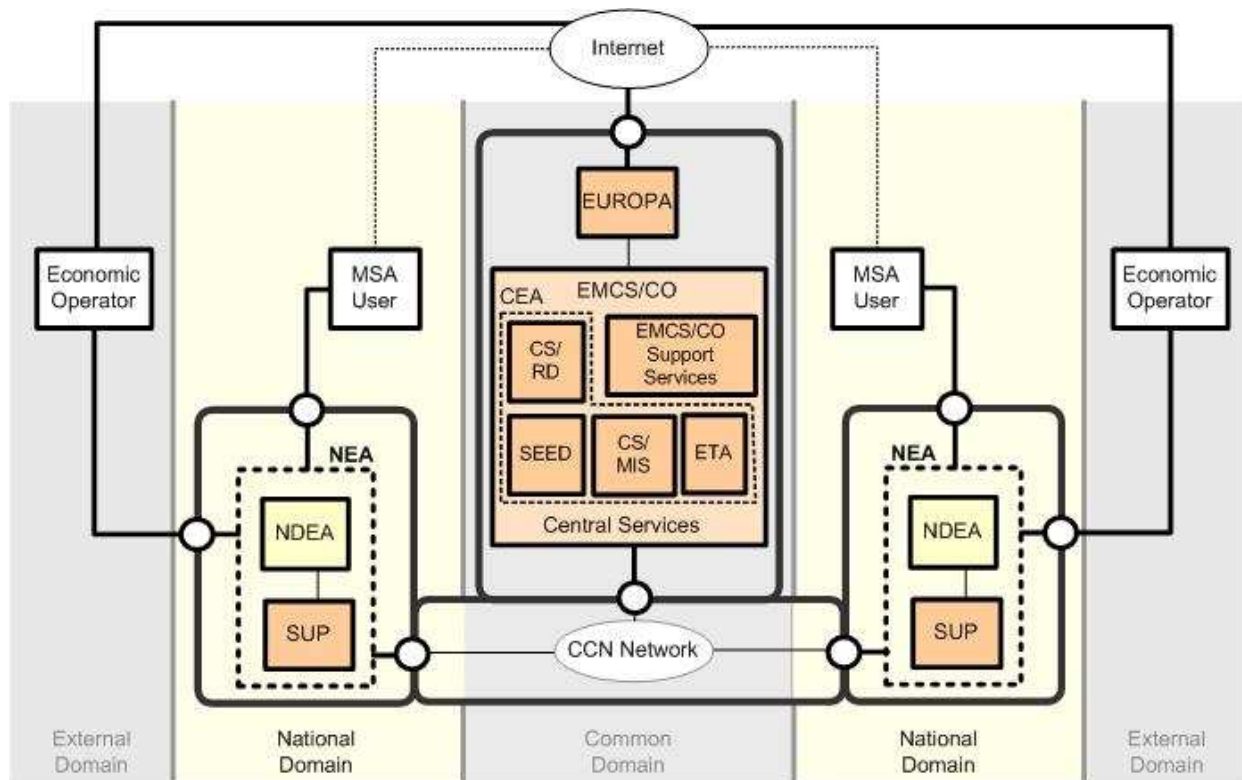 Internet
EUROPA
Economic
Operator
MSA
User
MSA
User
Economic
Operator
CEA
EMCS/CO
CS/
RD
EMCS/CO
Support
Services
SEED
CS/
MIS
ETA
Central Services
NEA
NDEA
SUP
NEA
NDEA
SUP
CCN Network
External
Domain
National
Domain
Common
Domain
National
Domain
External
Domain